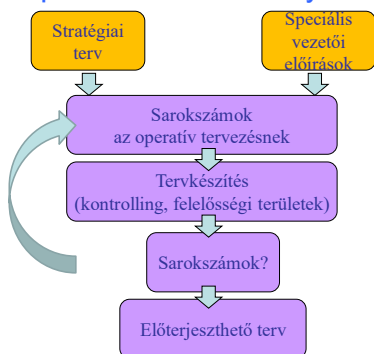 Stratégiai
terv
Speciális
vezetői
előírások
Sarokszámok
az operatív tervezésnek
Tervkészítés
(kontrolling, felelősségi területek)
Sarokszámok?
Előterjeszthető terv